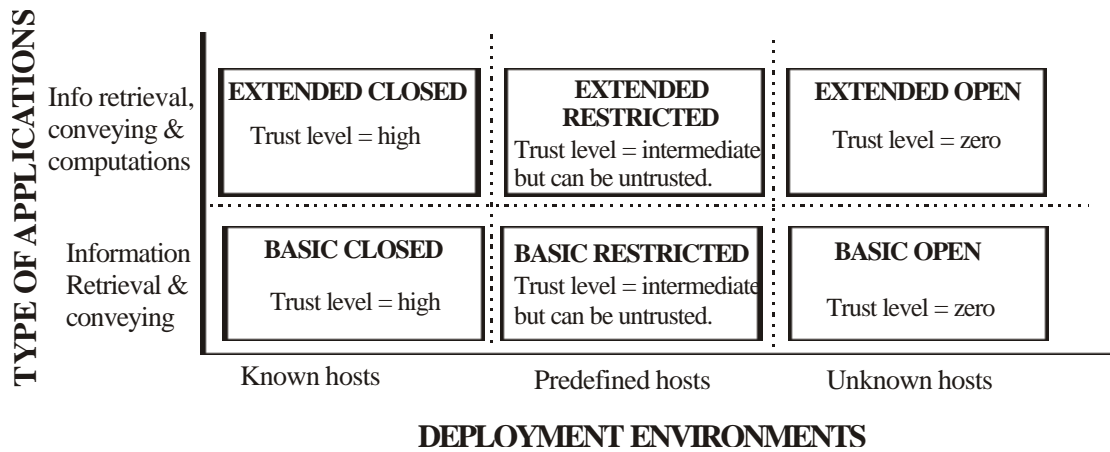 TYPE OF APPLICATIONS
Info retrieval,
conveying &
computations
EXTENDED CLOSED
Trust level = high
EXTENDED
RESTRICTED
Trust level = intermediate
but can be untrusted.
EXTENDED OPEN
Trust level = zero
Information
Retrieval &
conveying
BASIC CLOSED
Trust level = high
BASIC RESTRICTED
Trust level = intermediate
but can be untrusted.
BASIC OPEN
Trust level = zero
Known hosts
Predefined hosts
Unknown hosts
DEPLOYMENT ENVIRONMENTS